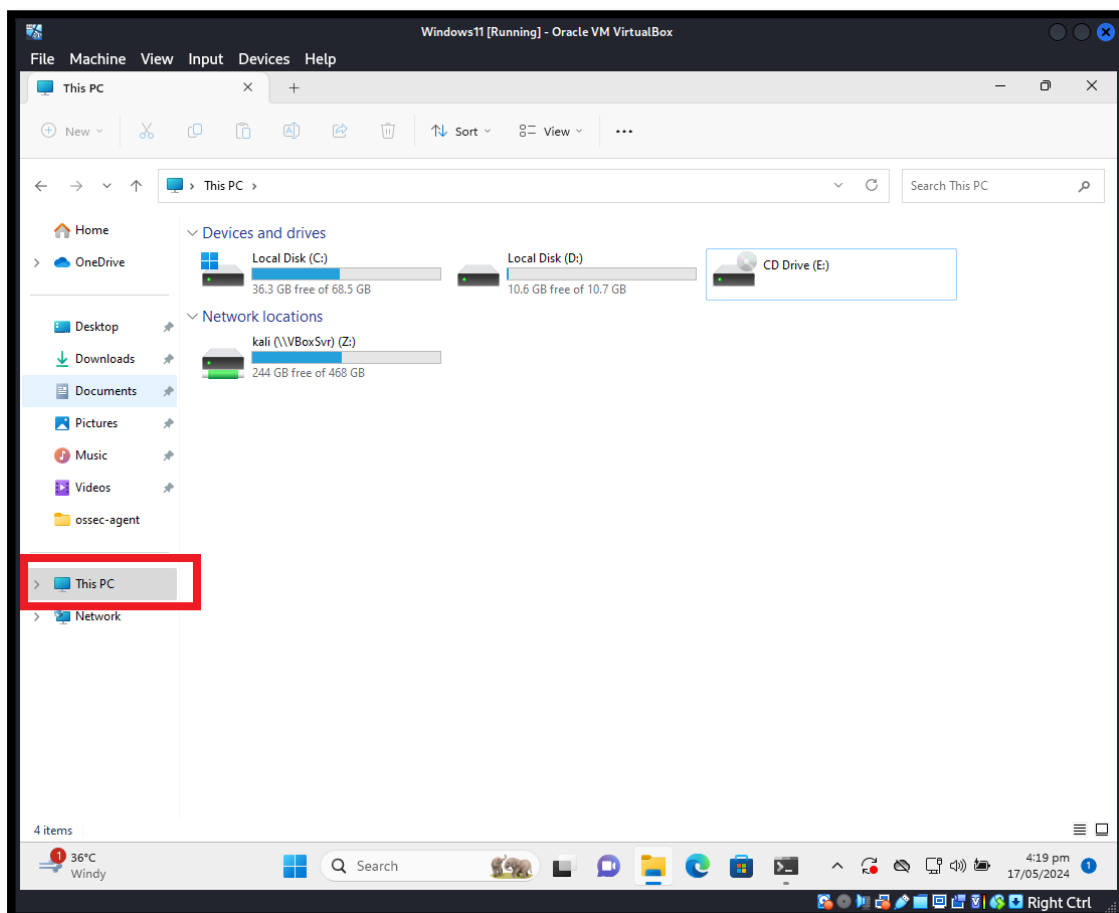 Windows11 [Running] - Oracle VM VirtualBox
File Machine View Input Devices Help
This PC
New
Sort
View
This PC
Search This PC
Home
OneDrive
Desktop
Downloads
Documents
Pictures
Music
Videos
ossec-agent
This PC
Network
Devices and drives
Local Disk (C:)
36.3 GB free of 68.5 GB
Local Disk (D:)
10.6 GB free of 10.7 GB
CD Drive (E:)
Network locations
kali (\\VBoxSvr) (Z:)
244 GB free of 468 GB
4 items
1
36°C
Windy
Search
4:19 pm
17/05/2024
1
Right Ctrl